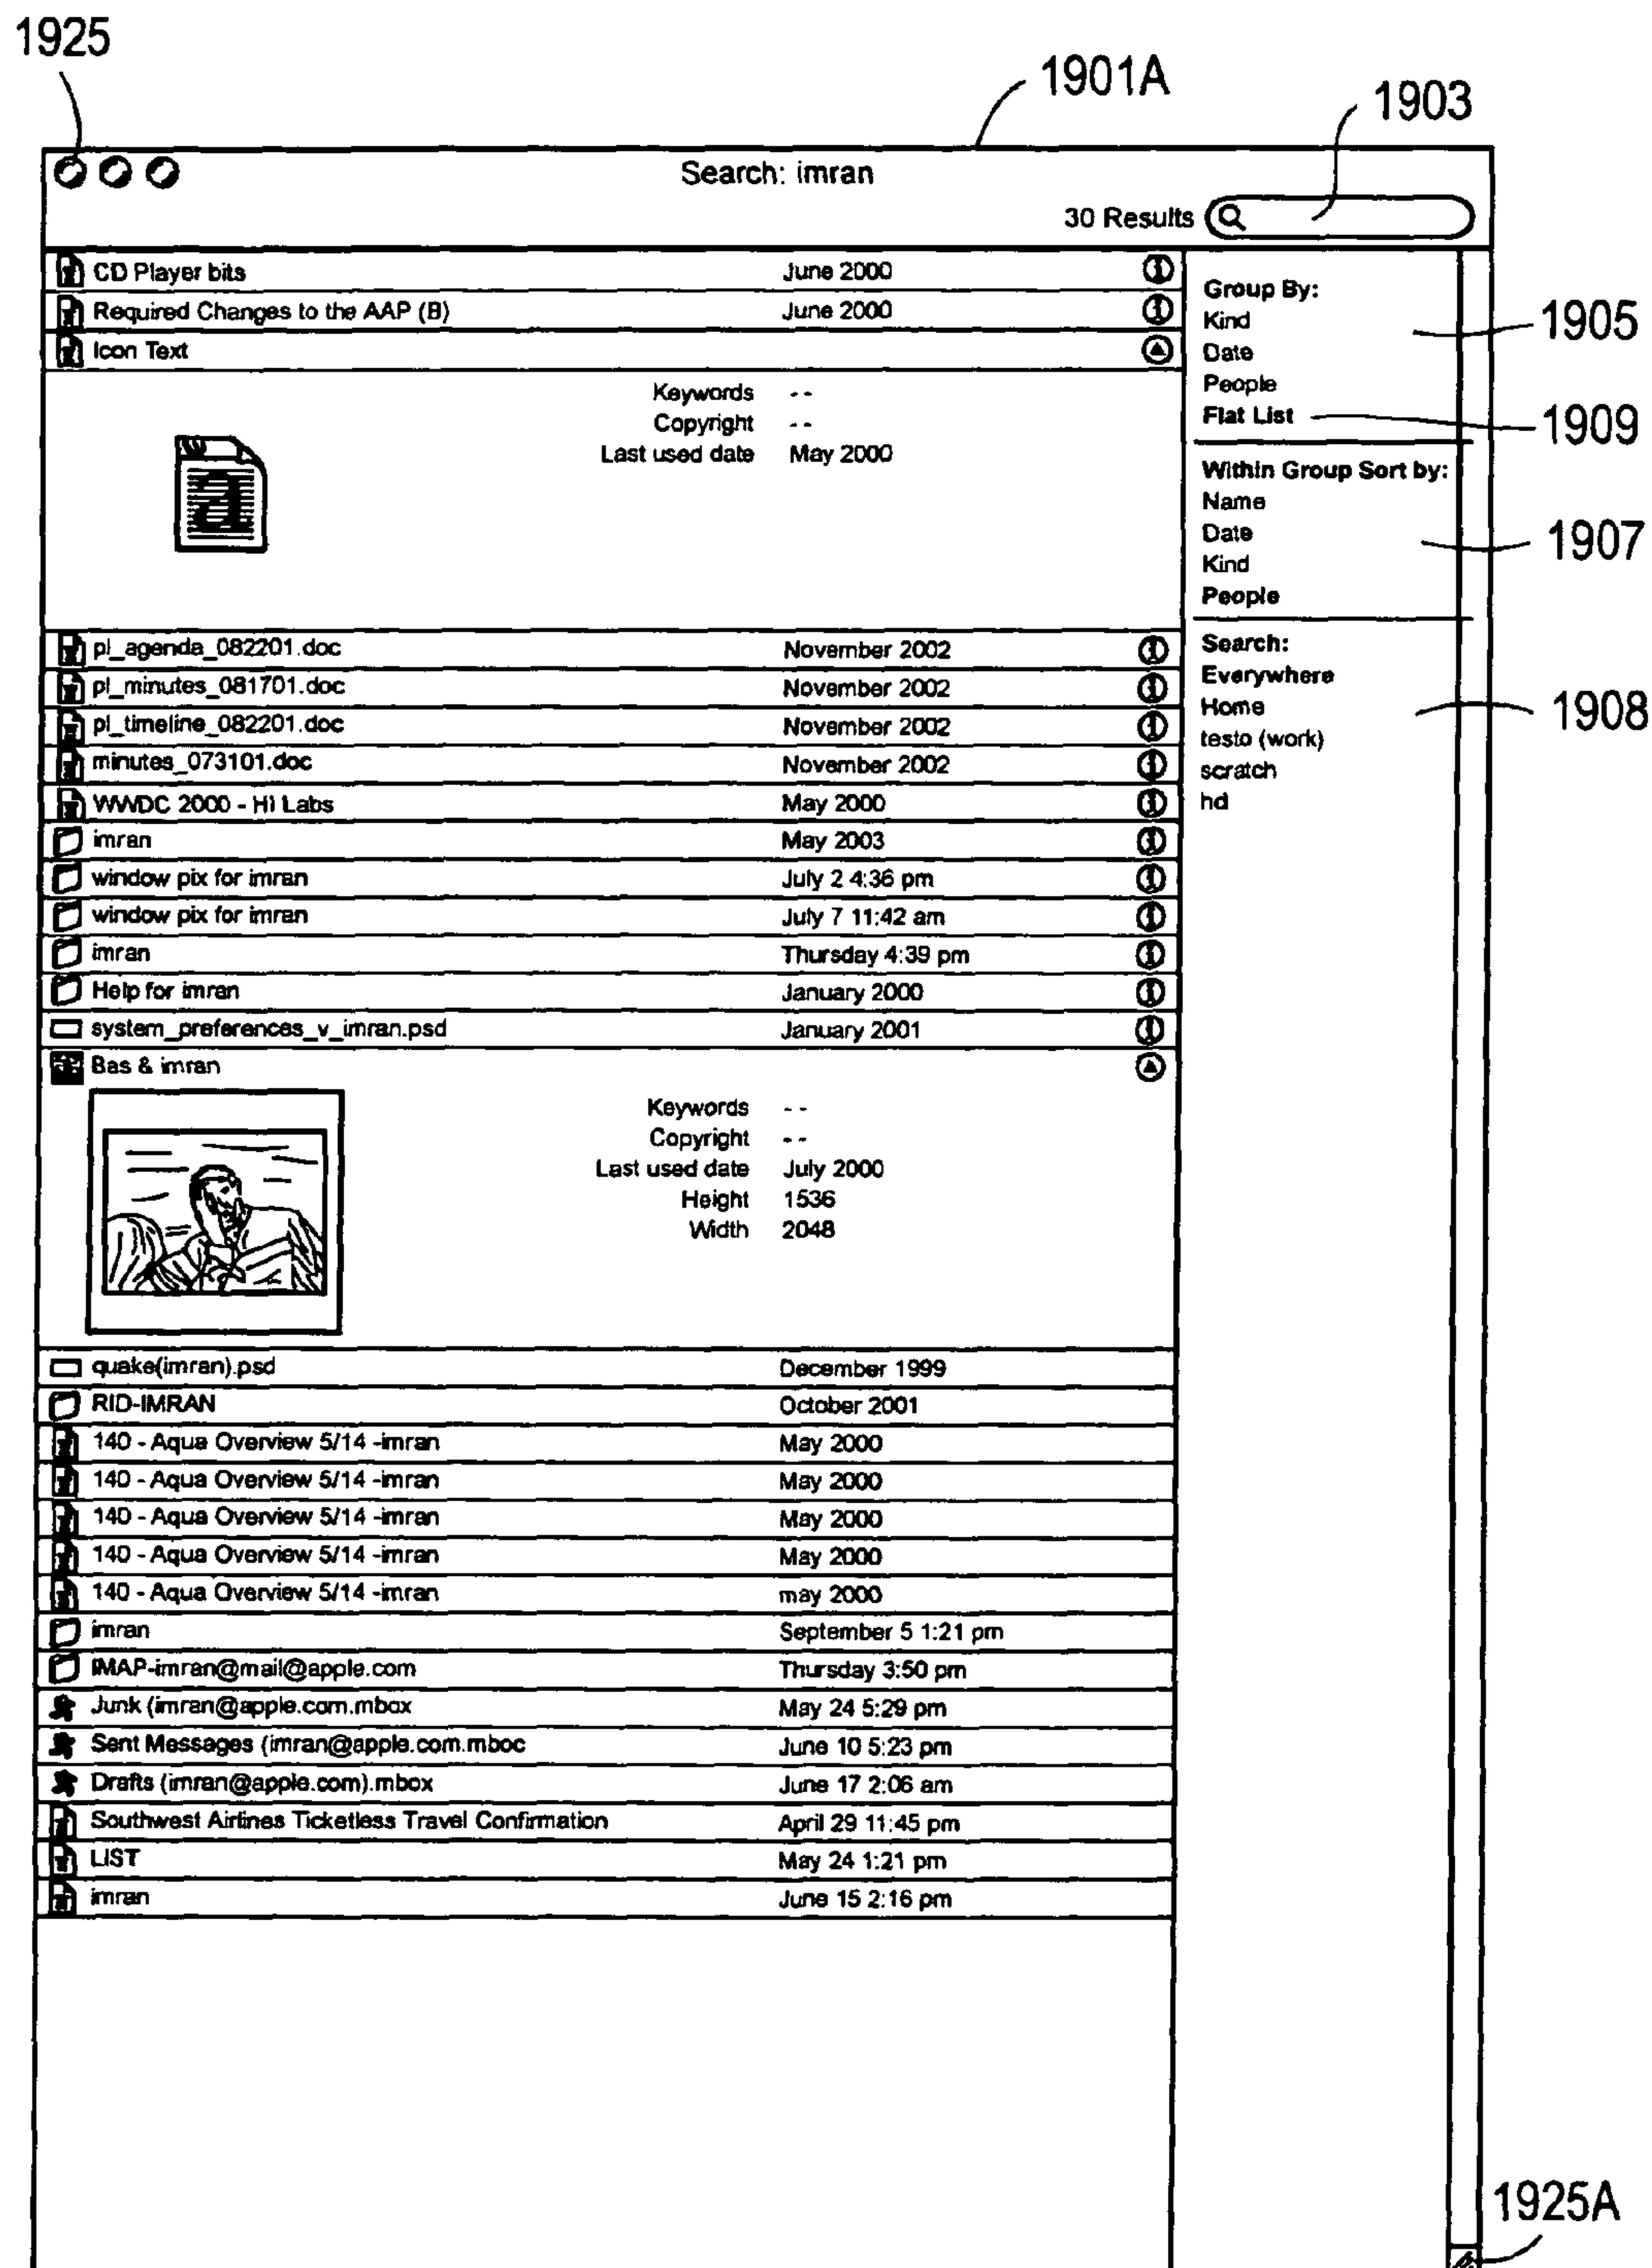 1925
1901A
1903
Search: imran
30 Results
CD Player bits June 2000
Required Changes to the AAP (B) June 2000
Icon Text
Keywords --
Copyright --
Last used date May 2000
pl_agenda_082201.doc November 2002
pl_minutes_081701.doc November 2002
pl_timeline_082201.doc November 2002
minutes_073101.doc November 2002
WWDC 2000 - HI Labs May 2000
imran May 2003
window pix for imran July 2 4:36 pm
window pix for imran July 7 11:42 am
imran Thursday 4:39 pm
Help for imran January 2000
system_preferences_v_imran.psd January 2001
Bas & imran
Keywords --
Copyright --
Last used date July 2000
Height 1536
Width 2048
quake(imran).psd December 1999
RID-IMRAN October 2001
140 - Aqua Overview 5/14 -imran May 2000
140 - Aqua Overview 5/14 -imran May 2000
140 - Aqua Overview 5/14 -imran May 2000
140 - Aqua Overview 5/14 -imran May 2000
140 - Aqua Overview 5/14 -imran may 2000
imran September 5 1:21 pm
IMAP-imran@mail@apple.com Thursday 3:50 pm
Junk (imran@apple.com.mbox May 24 5:29 pm
Sent Messages (imran@apple.com.mboc June 10 5:23 pm
Drafts (imran@apple.com).mbox June 17 2:06 am
Southwest Airlines Ticketless Travel Confirmation April 29 11:45 pm
LIST May 24 1:21 pm
imran June 15 2:16 pm
Group By:
Kind
Date
People
Flat List
Within Group Sort by:
Name
Date
Kind
People
Search:
Everywhere
Home
testo (work)
scratch
hd
1905
1909
1907
1908
1925A